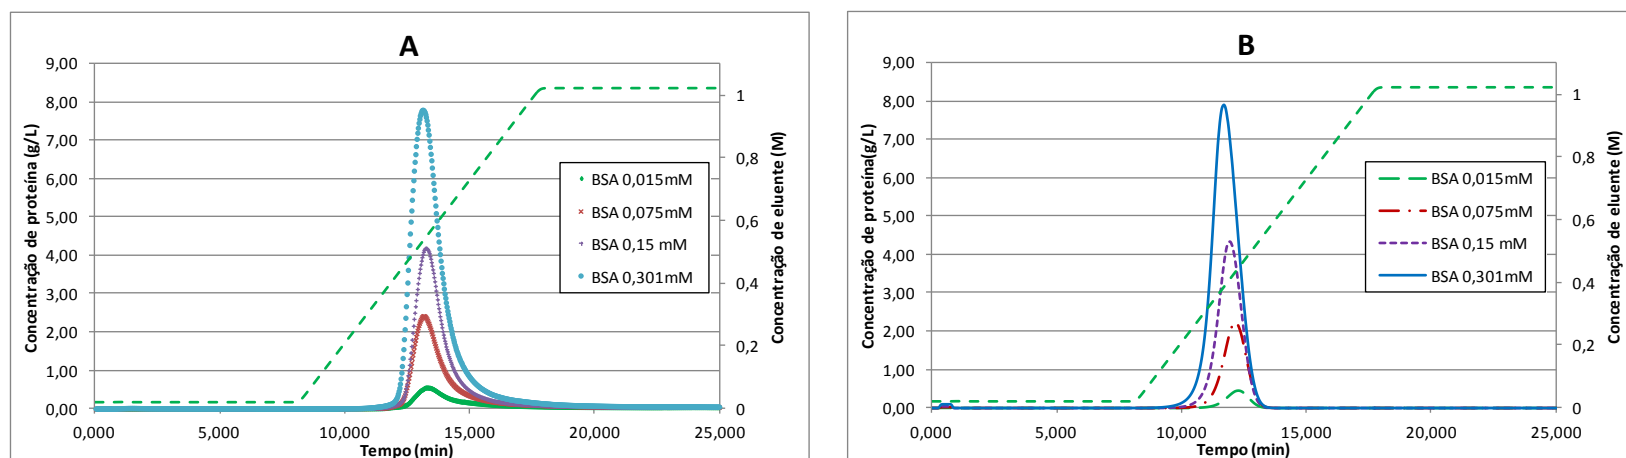 A
Concentração de proteína (g/L)
9,00
8,00
7,00
6,00
5,00
4,00
3,00
2,00
1,00
0,00
0,000
5,000
10,000
15,000
20,000
25,000
Tempo (min)
1
0,8
0,6
0,4
0,2
0
Concentração de eluente (M)
BSA 0,015mM
BSA 0,075mM
BSA 0,15 mM
BSA 0,301mM
B
Concentração de proteína(g/L)
9,00
8,00
7,00
6,00
5,00
4,00
3,00
2,00
1,00
0,00
0,000
5,000
10,000
15,000
20,000
25,000
Tempo (min)
1
0,8
0,6
0,4
0,2
0
Concentração de eluente (M)
BSA 0,015mM
BSA 0,075mM
BSA 0,15 mM
BSA 0,301mM